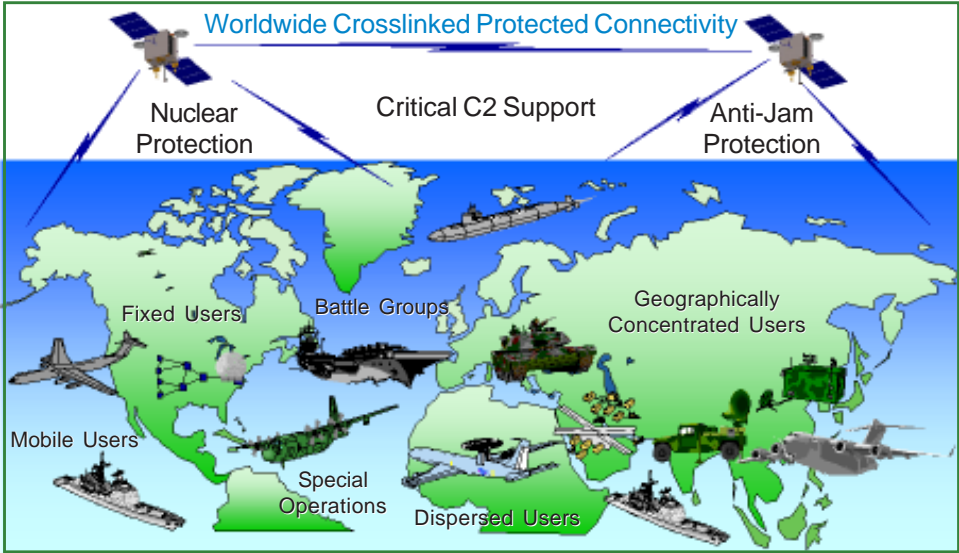 Worldwide Crosslinked Protected Connectivity
Nuclear
Protection
Critical C2 Support
Anti-Jam
Protection
Fixed Users
Battle Groups
Geographically
Concentrated Users
Mobile Users
Special
Operations
Dispersed Users